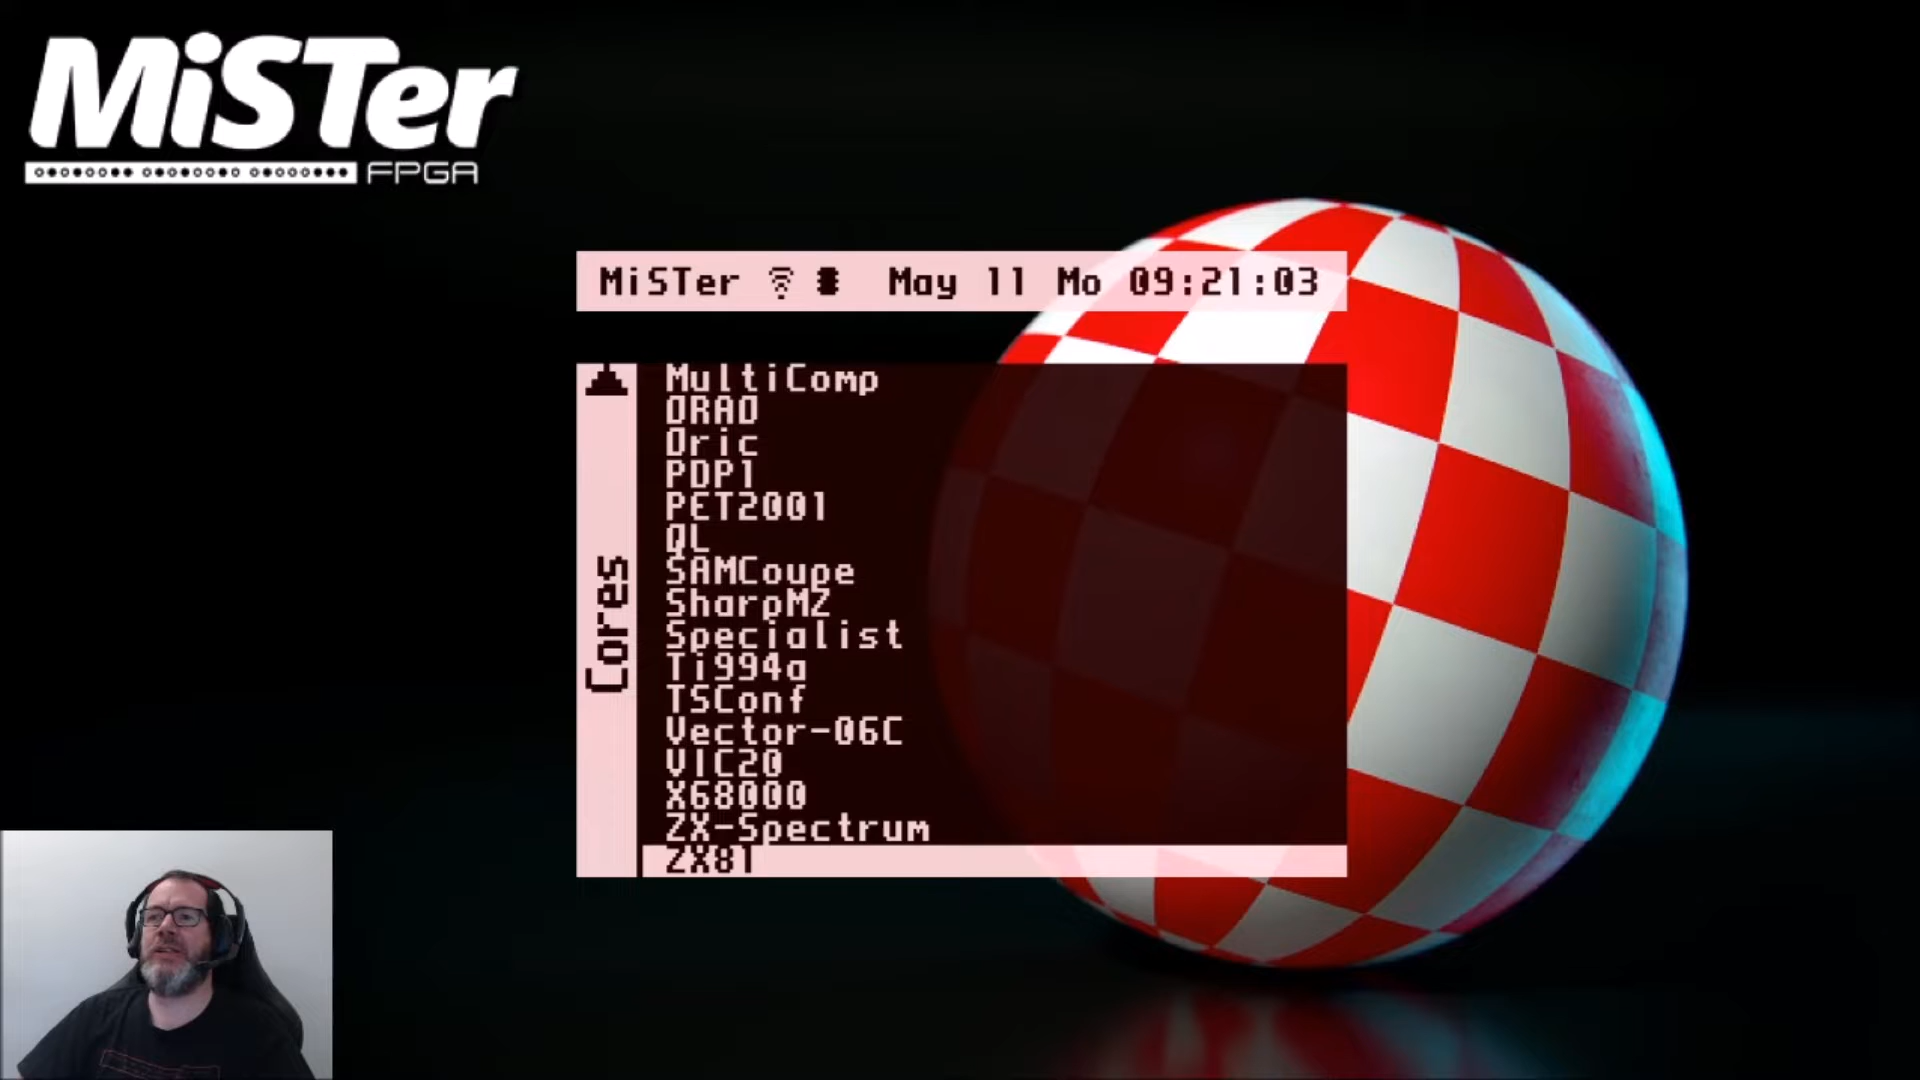 MiSTer
FPGA
MiSTer May 11 Mo 09:21:03
Cores
MultiComp
ORAO
Oric
PDP1
PET2001
QL
SAMCoupe
SharpMZ
Specialist
Ti994a
TSConf
Vector-06C
VIC20
X68000
ZX-Spectrum
ZX81